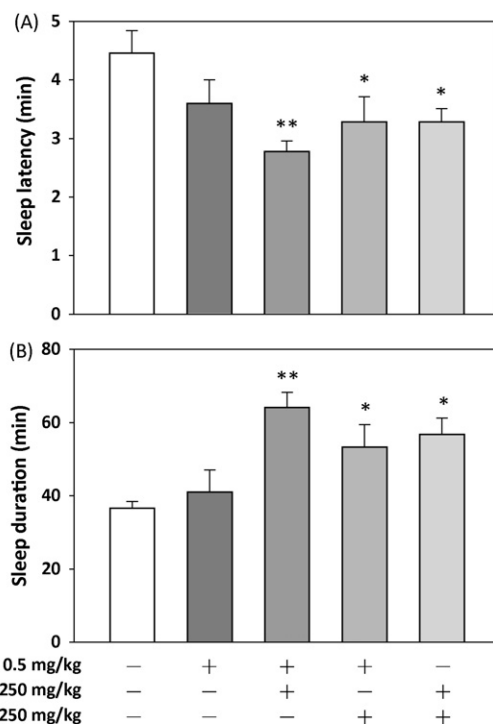 (A)
Sleep latency (min)
5
4
3
2
1
0
**
*
*
(B)
Sleep duration (min)
80
60
40
20
0
**
*
*
0.5 mg/kg — + + + —
250 mg/kg — — + — +
250 mg/kg — — — + +